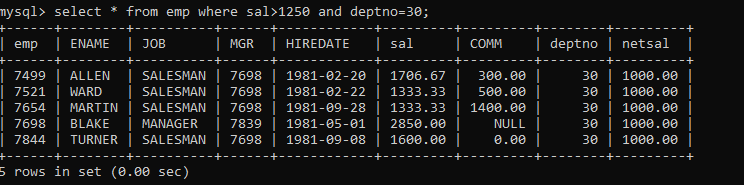 mysql> select * from emp where sal>1250 and deptno=30;
+------+--------+----------+------+------------+---------+---------+--------+---------+
| emp | ENAME | JOB | MGR | HIREDATE | sal | COMM | deptno | netsal |
+------+--------+----------+------+------------+---------+---------+--------+---------+
| 7499 | ALLEN | SALESMAN | 7698 | 1981-02-20 | 1706.67 | 300.00 | 30 | 1000.00 |
| 7521 | WARD | SALESMAN | 7698 | 1981-02-22 | 1333.33 | 500.00 | 30 | 1000.00 |
| 7654 | MARTIN | SALESMAN | 7698 | 1981-09-28 | 1333.33 | 1400.00 | 30 | 1000.00 |
| 7698 | BLAKE | MANAGER | 7839 | 1981-05-01 | 2850.00 | NULL | 30 | 1000.00 |
| 7844 | TURNER | SALESMAN | 7698 | 1981-09-08 | 1600.00 | 0.00 | 30 | 1000.00 |
+------+--------+----------+------+------------+---------+---------+--------+---------+
5 rows in set (0.00 sec)